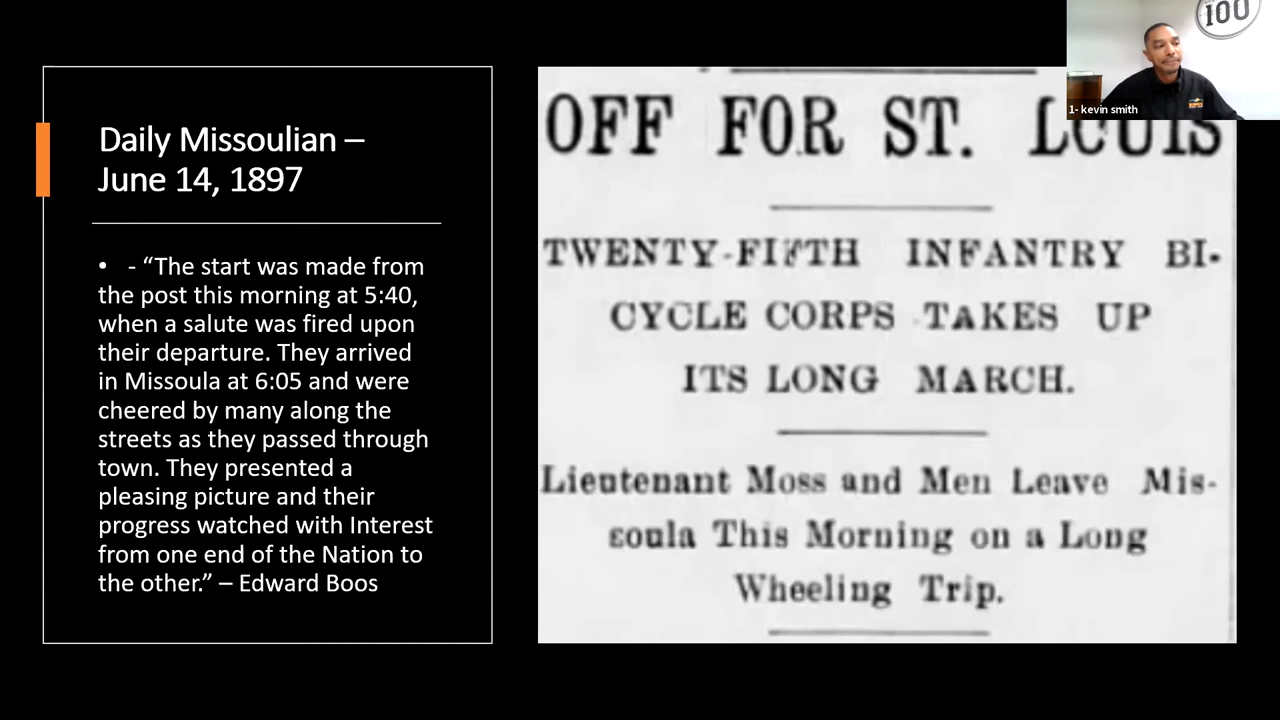 Daily Missoulian –
June 14, 1897
• - “The start was made from
the post this morning at 5:40,
when a salute was fired upon
their departure. They arrived
in Missoula at 6:05 and were
cheered by many along the
streets as they passed through
town. They presented a
pleasing picture and their
progress watched with Interest
from one end of the Nation to
the other.” – Edward Boos
OFF FOR ST. LOUIS
TWENTY-FIFTH INFANTRY BI-
CYCLE CORPS TAKES UP
ITS LONG MARCH.
Lieutenant Moss and Men Leave Mis-
soula This Morning on a Long
Wheeling Trip.
100
1- kevin smith